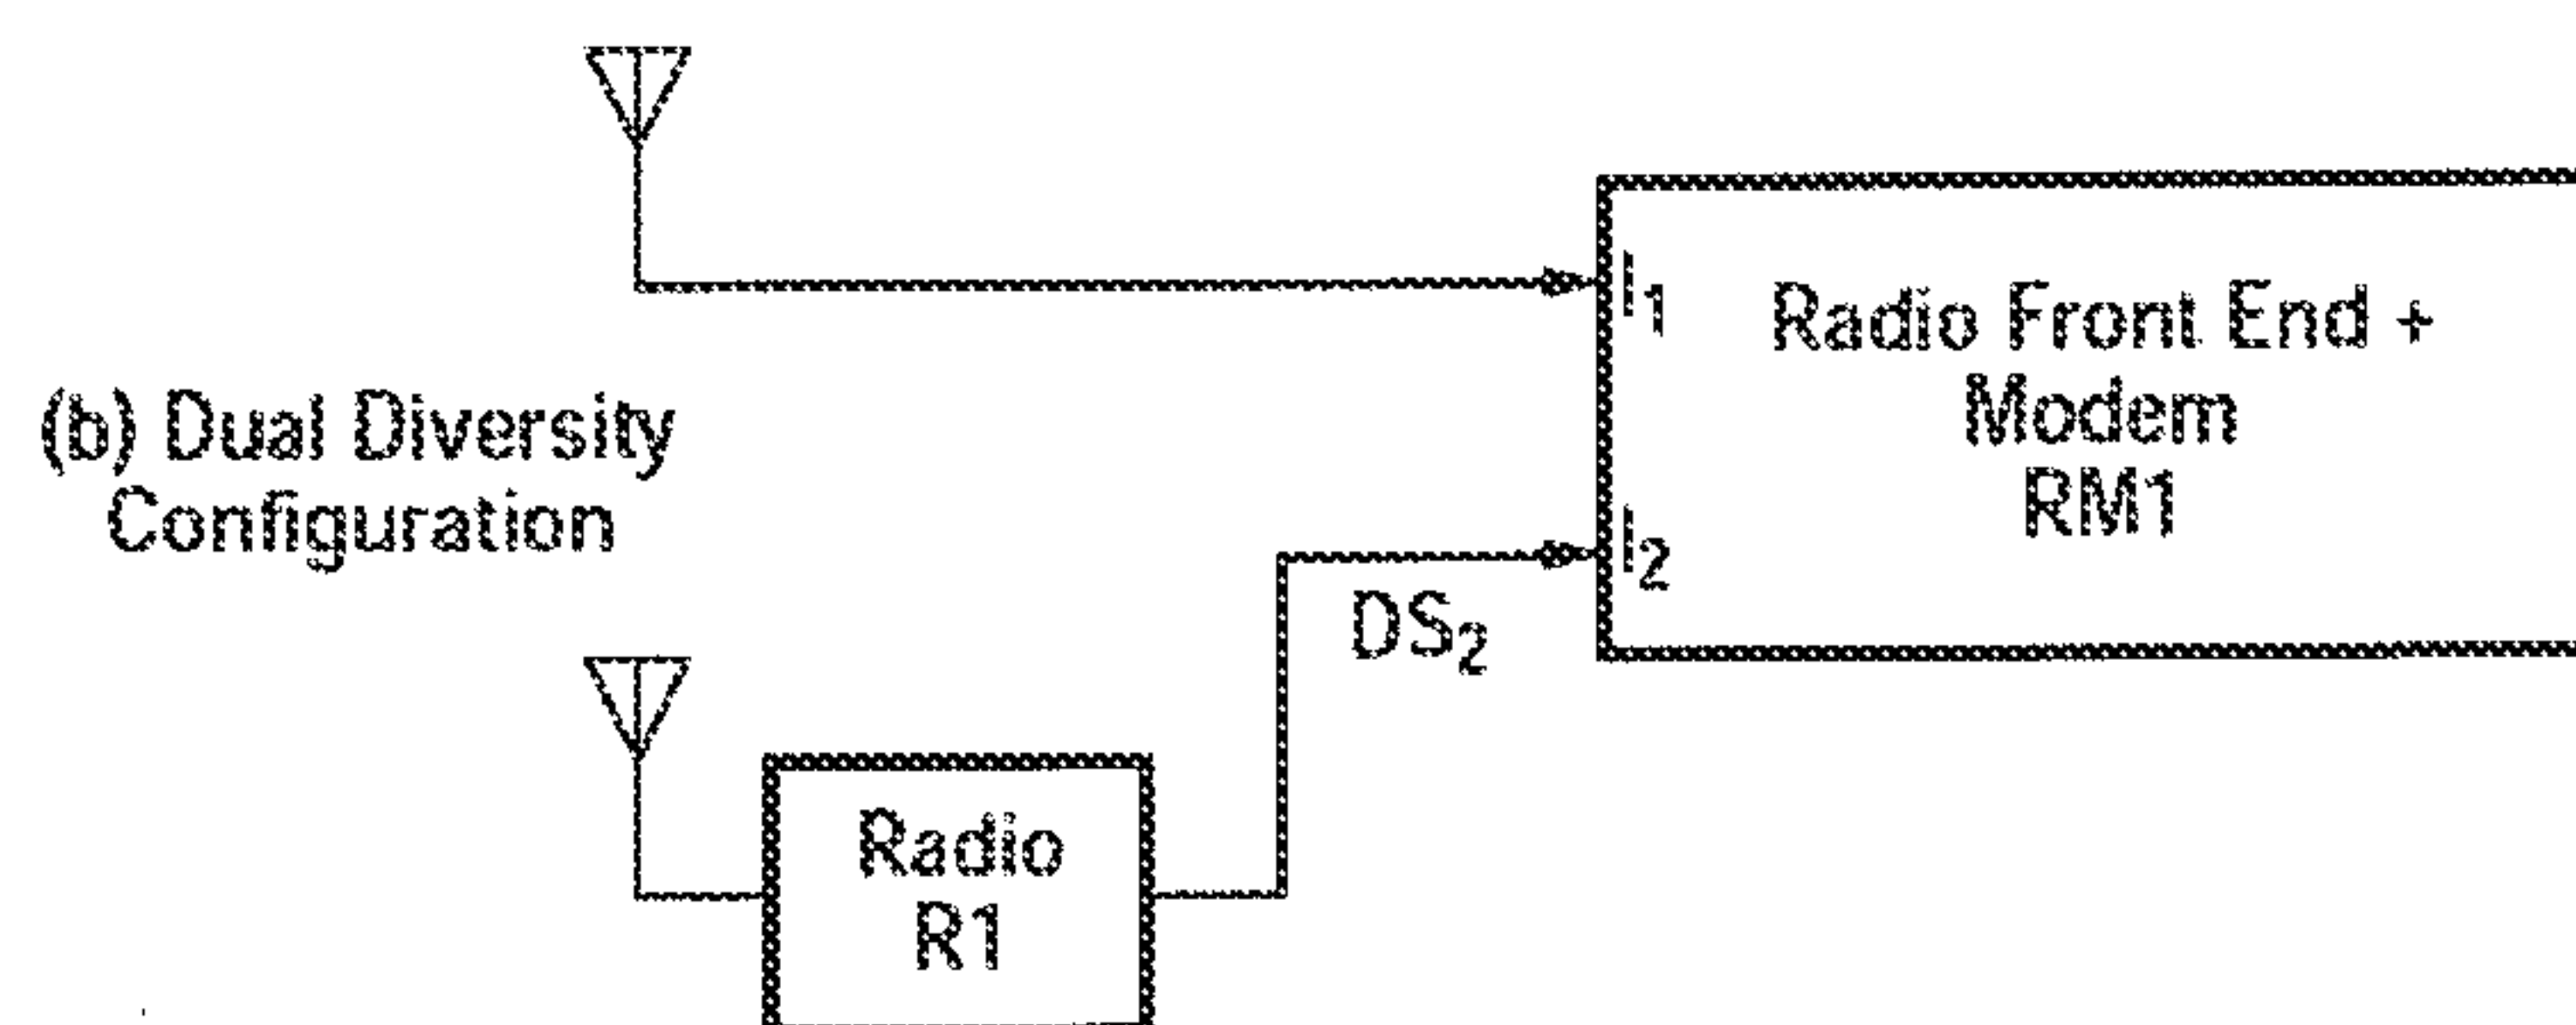 I1
Radio Front End +
Modem
RM1
(b) Dual Diversity
Configuration
I2
DS2
Radio
R1